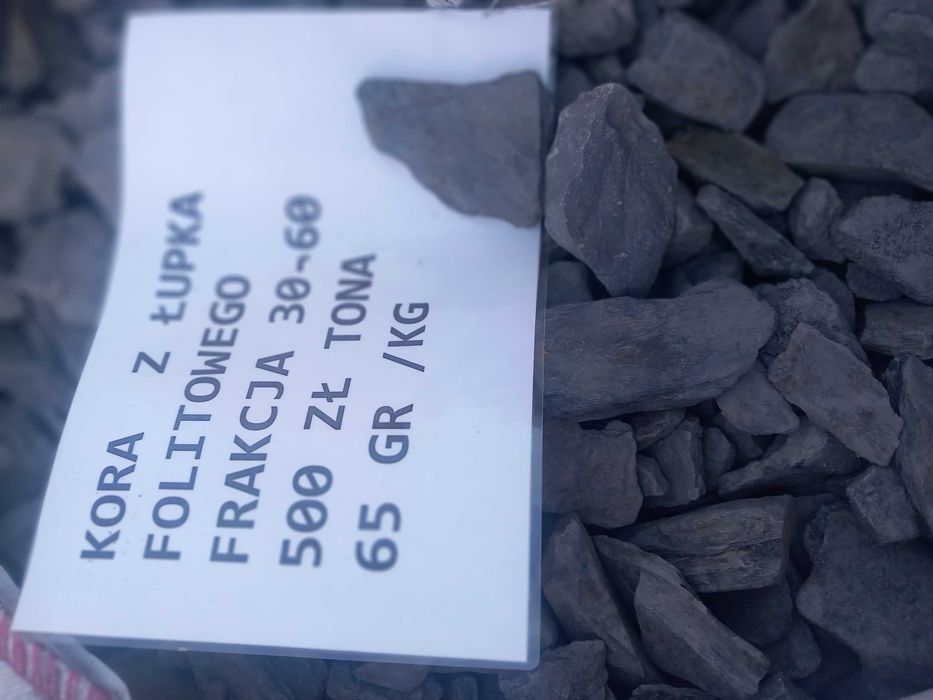 KORA Z ŁUPKA
FOLITOWEGO
FRAKCJA 30-60
500 ZŁ TONA
65 GR /KG